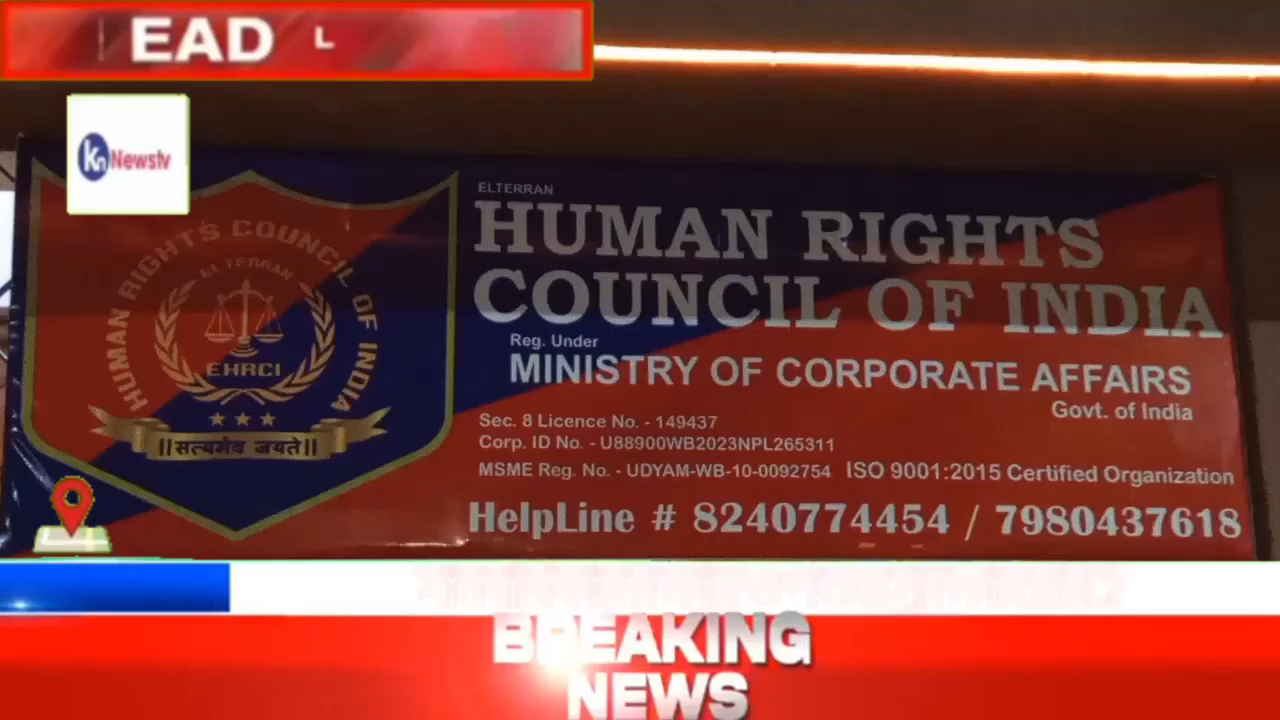 EAD L
Kn Newstv
HUMAN RIGHTS COUNCIL OF INDIA
ELTERRAN
EHRCI
||सत्यमेव जयते||
ELTERRAN
HUMAN RIGHTS
COUNCIL OF INDIA
Reg. Under
MINISTRY OF CORPORATE AFFAIRS
Govt. of India
Sec. 8 Licence No. - 149437
Corp. ID No. - U88900WB2023NPL265311
MSME Reg. No. - UDYAM-WB-10-0092754 ISO 9001:2015 Certified Organization
HelpLine # 8240774454 / 7980437618
BREAKING
NEWS